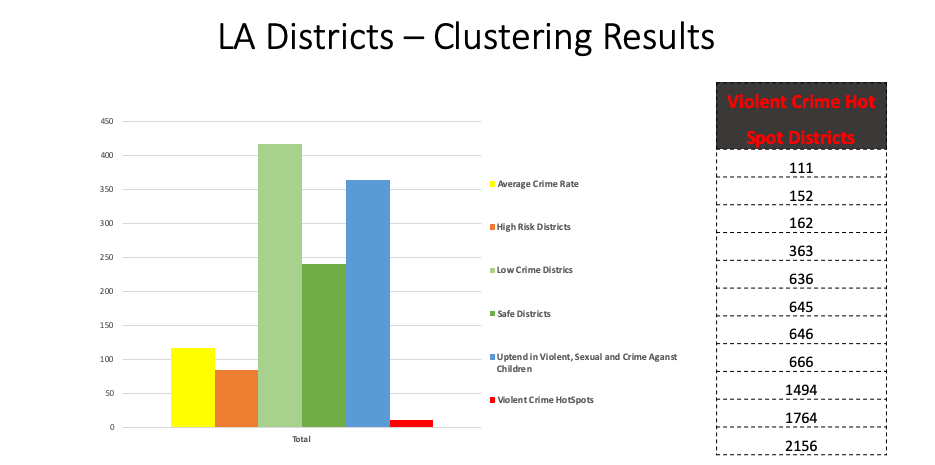 LA Districts – Clustering Results
450
400
350
300
250
200
150
100
50
0
Total
Average Crime Rate
High Risk Districts
Low Crime Districs
Safe Districts
Uptend in Violent, Sexual and Crime Aganst
Children
Violent Crime HotSpots
Violent Crime Hot
Spot Districts
111
152
162
363
636
645
646
666
1494
1764
2156